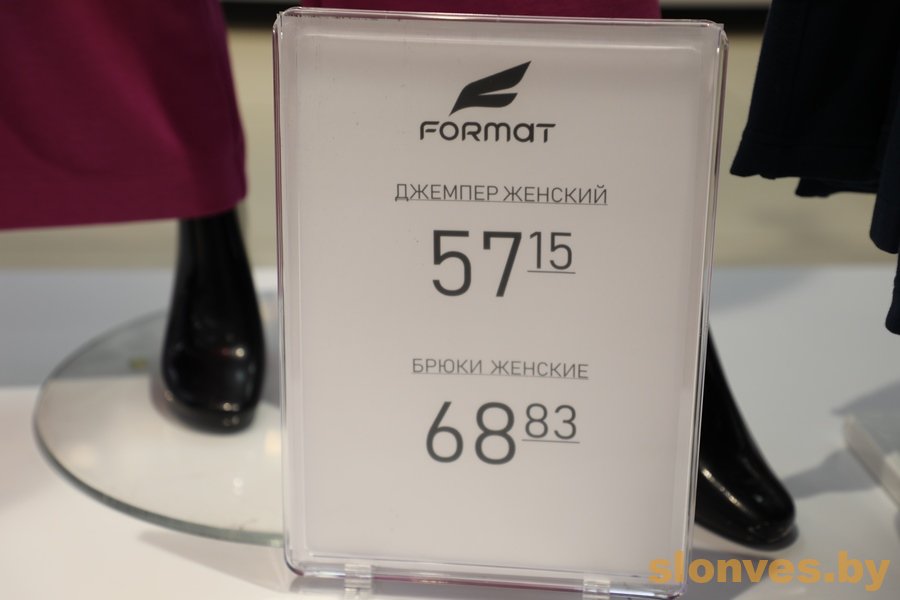 FORMAT
ДЖЕМПЕР ЖЕНСКИЙ
57 15
БРЮКИ ЖЕНСКИЕ
68 83
slonves.by